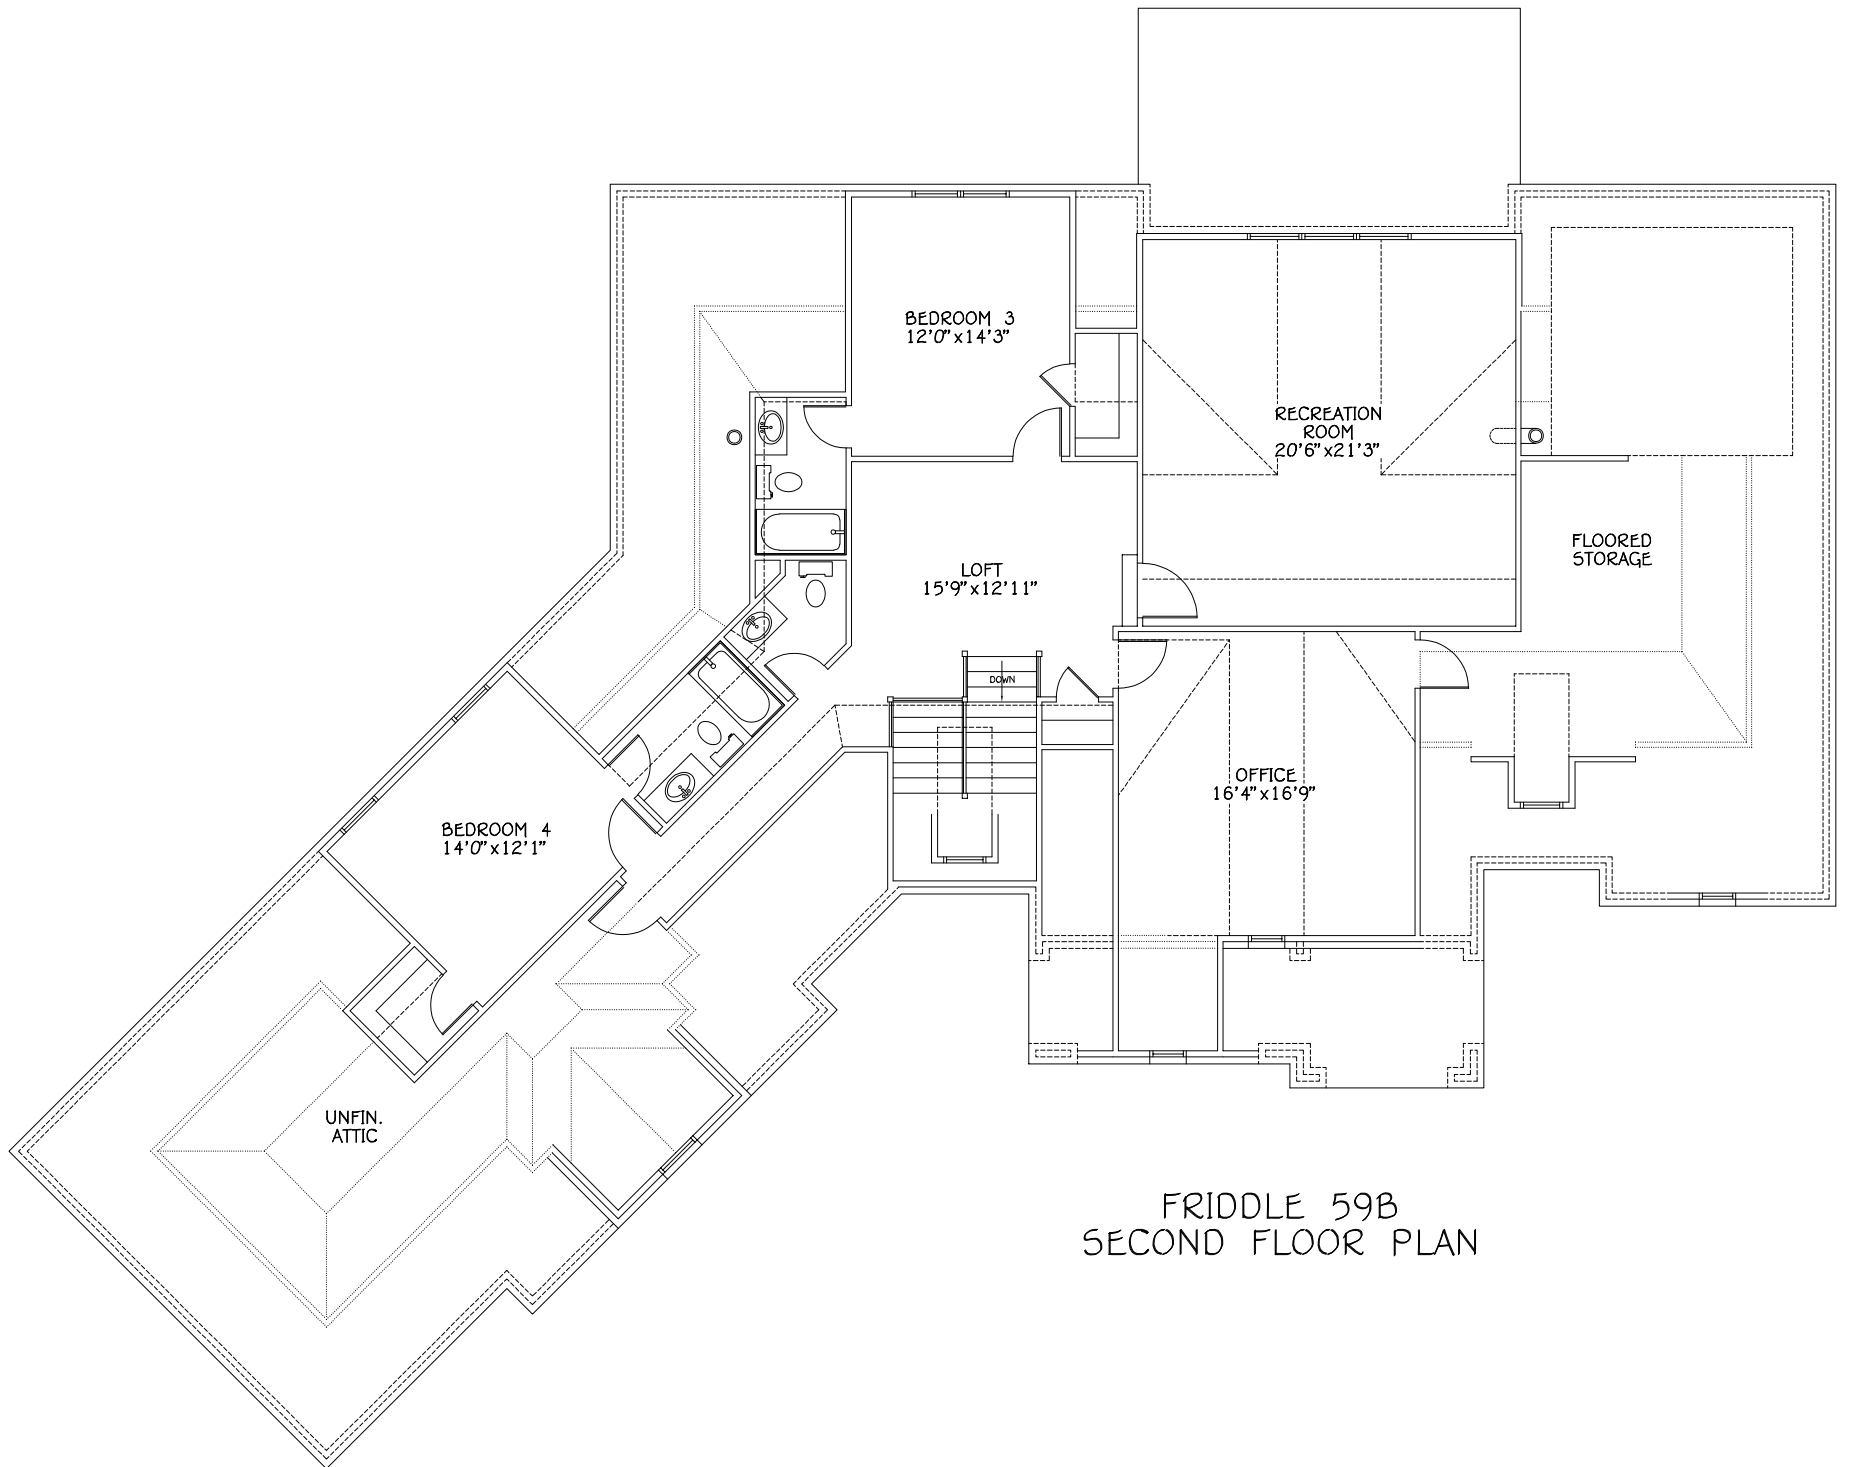 BEDROOM 3
12'0"x14'3"
RECREATION
ROOM
20'6"x21'3"
FLOORED
STORAGE
LOFT
15'9"x12'11"
DOWN
OFFICE
16'4"x16'9"
BEDROOM 4
14'0"x12'1"
UNFIN.
ATTIC
FRIDDLE 59B
SECOND FLOOR PLAN